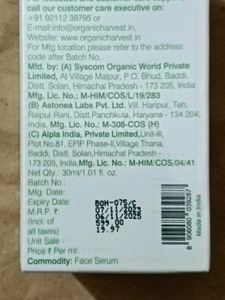 call our customer care executive on:
+91 92112 38795 or
E-mail:info@organicharvest.in,
Website: www.organicharvest.in
For Mfg location please refer to the address
code after Batch No.
Mfd. by: (A) Syscom Organic World Private
Limited, At Village Malpur, P.O. Bhud, Baddi,
Distt. Solan, Himachal Pradesh - 173 205, India
Mfg. Lic. No.: M-HIM/COS/L/19/283
(B) Astonea Labs Pvt. Ltd. Vill. Haripur, Teh.
Raipur Rani, Distt.Panchkula, Haryana - 134
204, India, Mfg. Lic. No.: M-308-COS (H)
(C) Aipla India, Private Limited,Unit-III,
Plot No.81, EPIP Phase-II,Village Thana,
Baddi, Distt. Solan,Himachal Pradesh -
173 205, India,Mfg. Lic. No.: M/HIM/COS/04/41
Net Content: 30ml/1.01 fl. oz.
Batch No.: BOH-075/C
Mfg. Date: 07/11/2023
Expiry Date: 06/11/2025
M.R.P ₹: 599.00
(Incl. of
all taxes) 19.97
Unit Sale
Price ₹ Per ml:
Commodity: Face Serum
Made in India
8 906080 039267